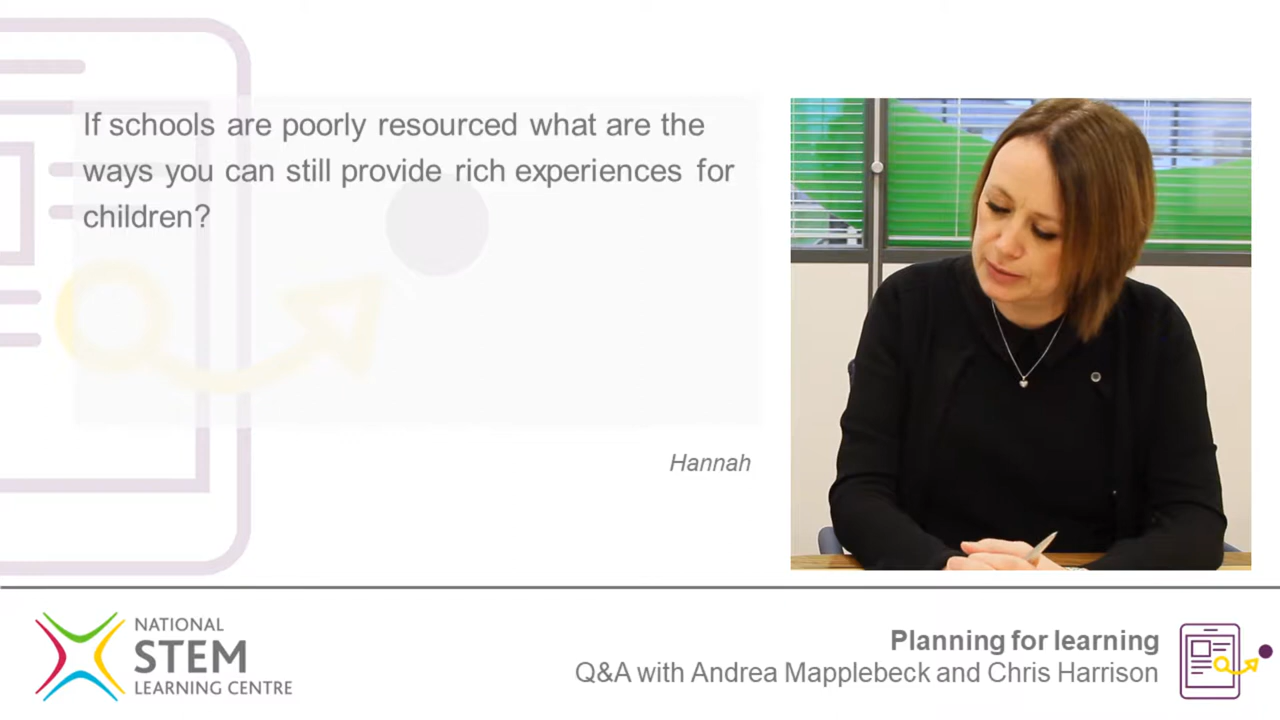 If schools are poorly resourced what are the
ways you can still provide rich experiences for
children?
Hannah
NATIONAL
STEM
LEARNING CENTRE
Planning for learning
Q&A with Andrea Mapplebeck and Chris Harrison